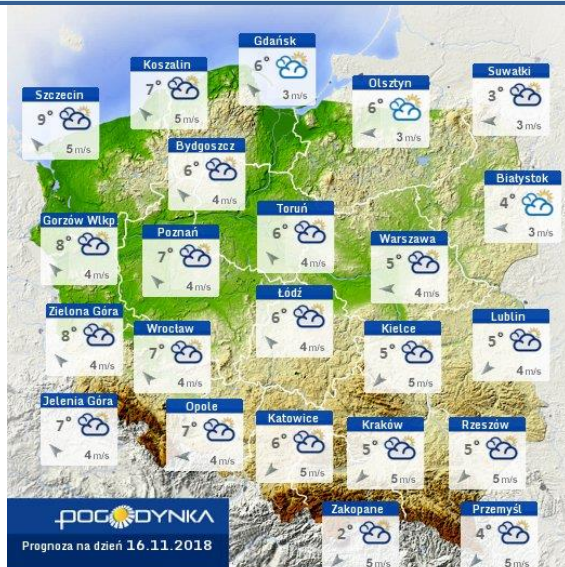 Gdańsk
6°
3 m/s
Koszalin
7°
5 m/s
Suwałki
3°
3 m/s
Olsztyn
6°
3 m/s
Szczecin
9°
5 m/s
Bydgoszcz
6°
4 m/s
Białystok
4°
3 m/s
Toruń
6°
4 m/s
Gorzów Wlkp
8°
4 m/s
Poznań
7°
4 m/s
Warszawa
5°
4 m/s
Łódź
6°
4 m/s
Zielona Góra
8°
4 m/s
Wrocław
7°
4 m/s
Kielce
5°
5 m/s
Lublin
5°
4 m/s
Jelenia Góra
7°
4 m/s
Opole
7°
4 m/s
Katowice
6°
5 m/s
Kraków
5°
5 m/s
Rzeszów
5°
5 m/s
Zakopane
2°
5 m/s
Przemyśl
4°
5 m/s
POGODYNKA
Prognoza na dzień 16.11.2018